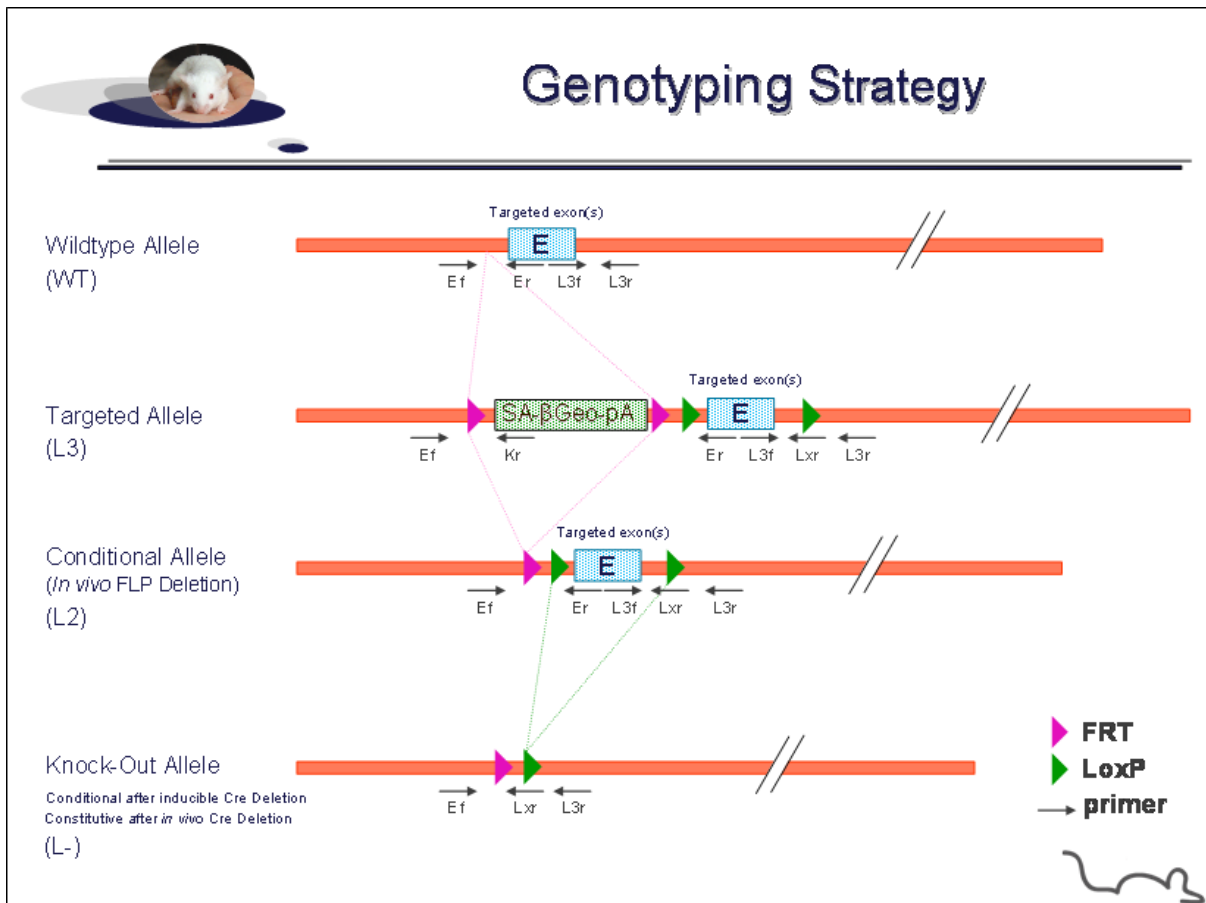 Genotyping Strategy
Targeted exon(s)
Wildtype Allele
(WT)
E
Ef
Er
L3f
L3r
Targeted exon(s)
Targeted Allele
(L3)
SA-βGeo-pA
E
Ef
Kr
Er
L3f
Lxr
L3r
Targeted exon(s)
Conditional Allele
(In vivo FLP Deletion)
(L2)
E
Ef
Er
L3f
Lxr
L3r
Knock-Out Allele
Conditional after inducible Cre Deletion
Constitutive after in vivo Cre Deletion
(L-)
Ef
Lxr
L3r
FRT
LoxP
primer